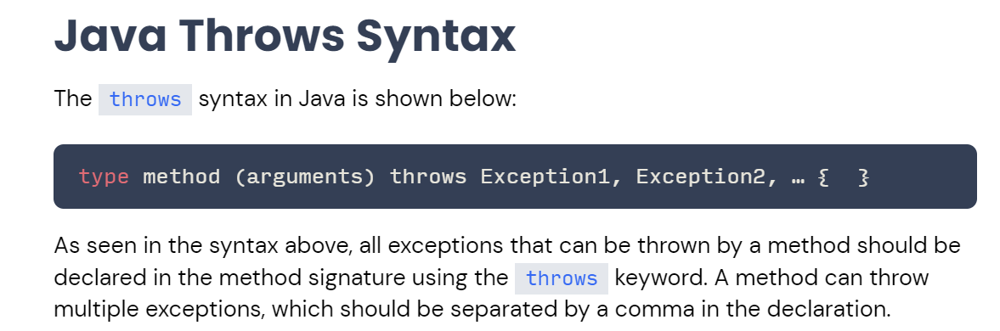 Java Throws Syntax
The throws syntax in Java is shown below:
type method (arguments) throws Exception1, Exception2, … {  }
As seen in the syntax above, all exceptions that can be thrown by a method should be
declared in the method signature using the throws keyword. A method can throw
multiple exceptions, which should be separated by a comma in the declaration.